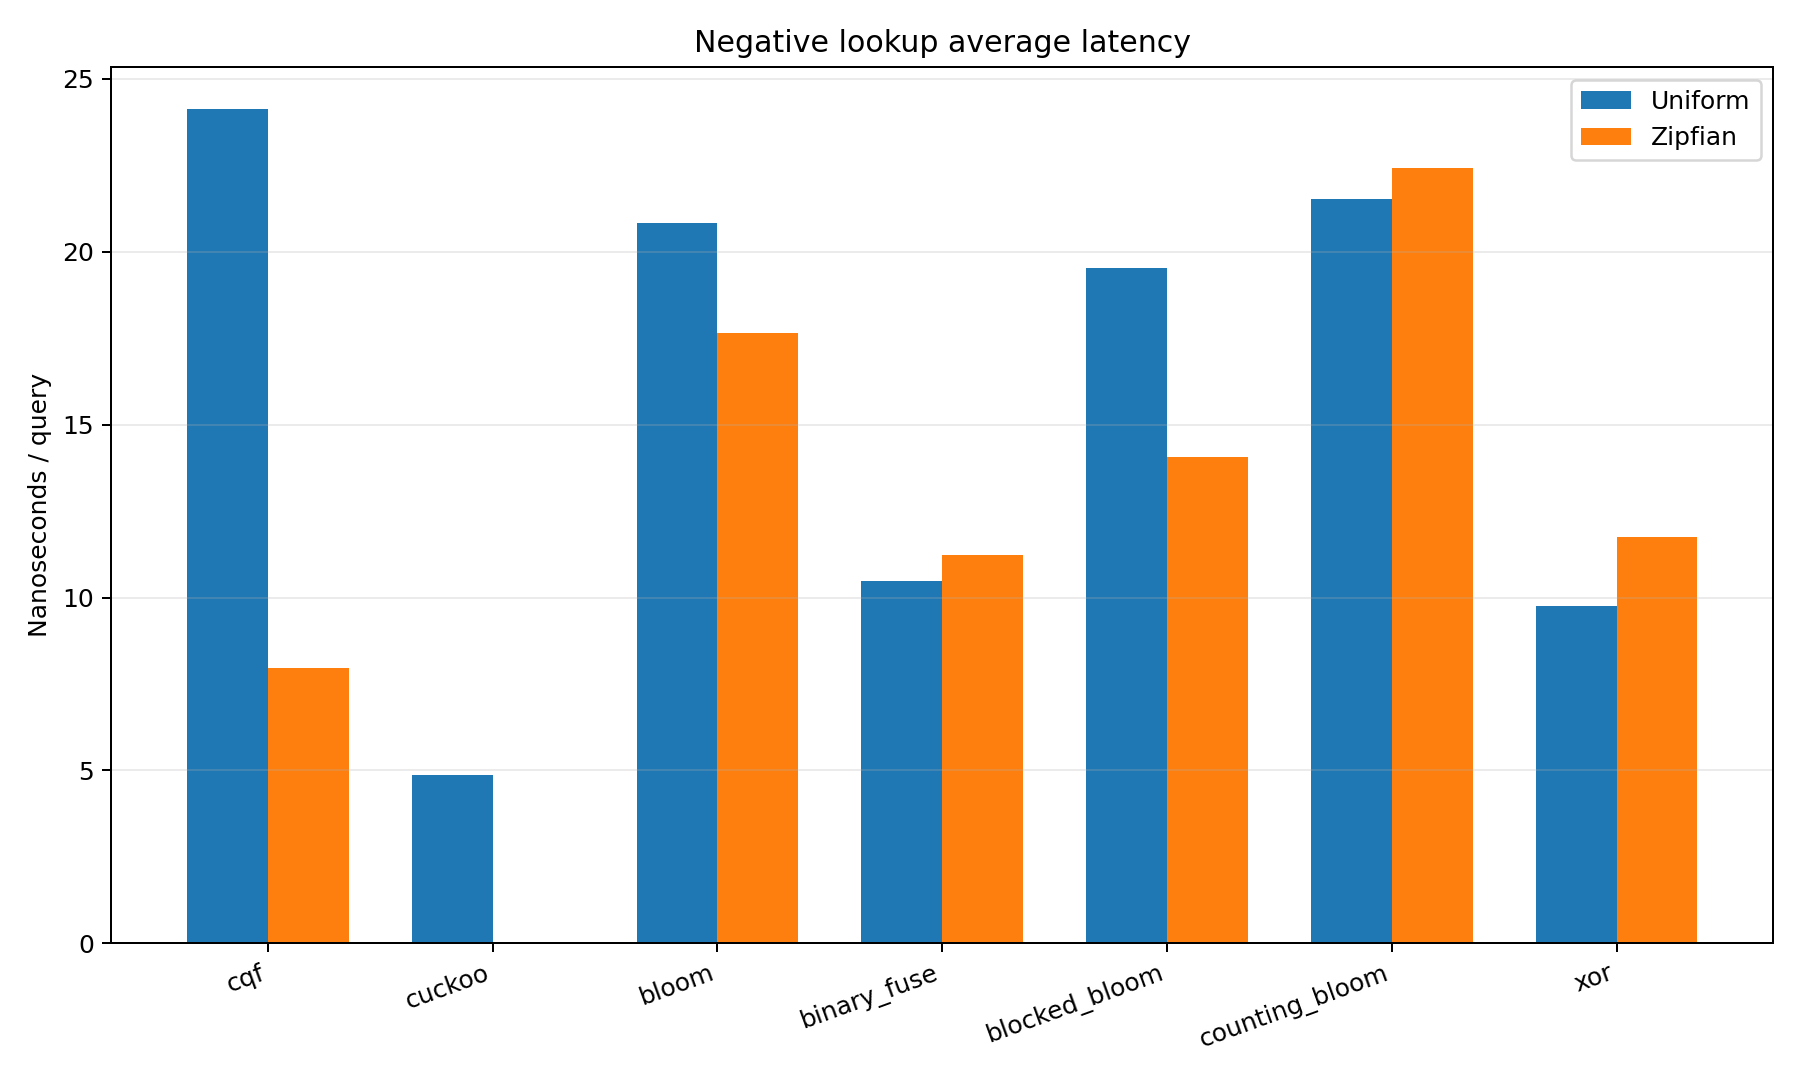 Negative lookup average latency
Uniform
Zipfian
Nanoseconds / query
25
20
15
10
5
0
cqf
cuckoo
bloom
binary_fuse
blocked_bloom
counting_bloom
xor